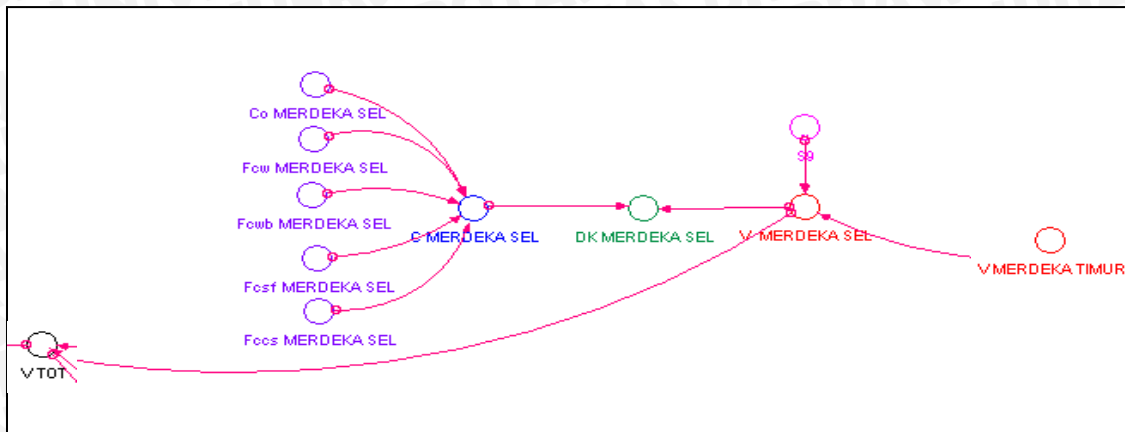 Co MERDEKA SEL
Fcw MERDEKA SEL
S9
Fcwb MERDEKA SEL
C MERDEKA SEL
DK MERDEKA SEL
V MERDEKA SEL
V MERDEKA TIMUR
Fcsf MERDEKA SEL
Fccs MERDEKA SEL
V TOT